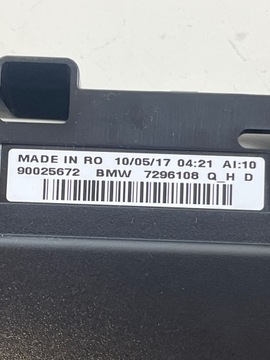 MADE IN RO 10/05/17 04:21 AI:10
90025672 BMW 7296108 Q_H D